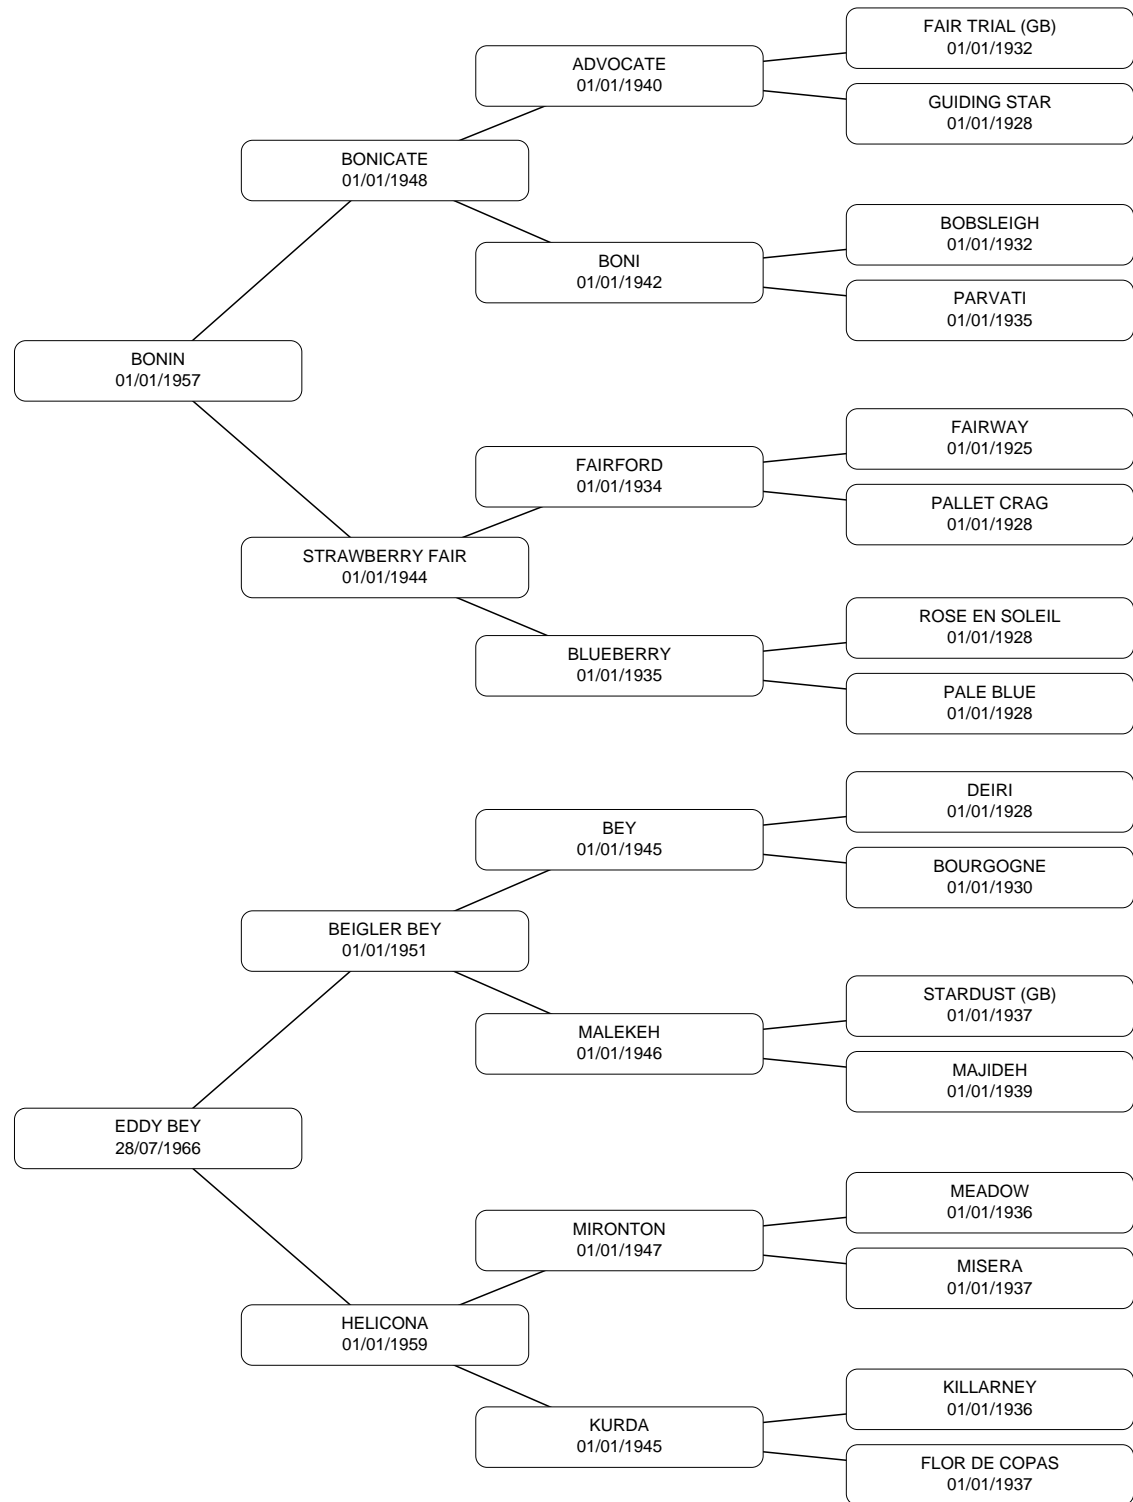 FAIR TRIAL (GB)
01/01/1932
ADVOCATE
01/01/1940
GUIDING STAR
01/01/1928
BONICATE
01/01/1948
BOBSLEIGH
01/01/1932
BONI
01/01/1942
PARVATI
01/01/1935
BONIN
01/01/1957
FAIRWAY
01/01/1925
FAIRFORD
01/01/1934
PALLET CRAG
01/01/1928
STRAWBERRY FAIR
01/01/1944
ROSE EN SOLEIL
01/01/1928
BLUEBERRY
01/01/1935
PALE BLUE
01/01/1928
DEIRI
01/01/1928
BEY
01/01/1945
BOURGOGNE
01/01/1930
BEIGLER BEY
01/01/1951
STARDUST (GB)
01/01/1937
MALEKEH
01/01/1946
MAJIDEH
01/01/1939
EDDY BEY
28/07/1966
MEADOW
01/01/1936
MIRONTON
01/01/1947
MISERA
01/01/1937
HELICONA
01/01/1959
KILLARNEY
01/01/1936
KURDA
01/01/1945
FLOR DE COPAS
01/01/1937